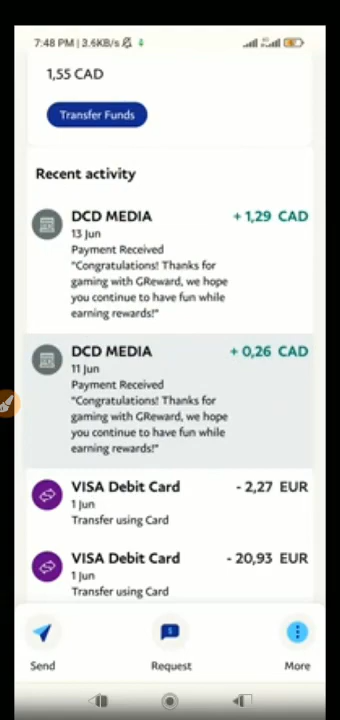 7:48 PM | 3.6KB/s
1,55 CAD
Transfer Funds
Recent activity
DCD MEDIA
+ 1,29 CAD
13 Jun
Payment Received
"Congratulations! Thanks for
gaming with GReward, we hope
you continue to have fun while
earning rewards!"
DCD MEDIA
+ 0,26 CAD
11 Jun
Payment Received
"Congratulations! Thanks for
gaming with GReward, we hope
you continue to have fun while
earning rewards!"
VISA Debit Card
- 2,27 EUR
1 Jun
Transfer using Card
VISA Debit Card
- 20,93 EUR
1 Jun
Transfer using Card
Send
Request
More